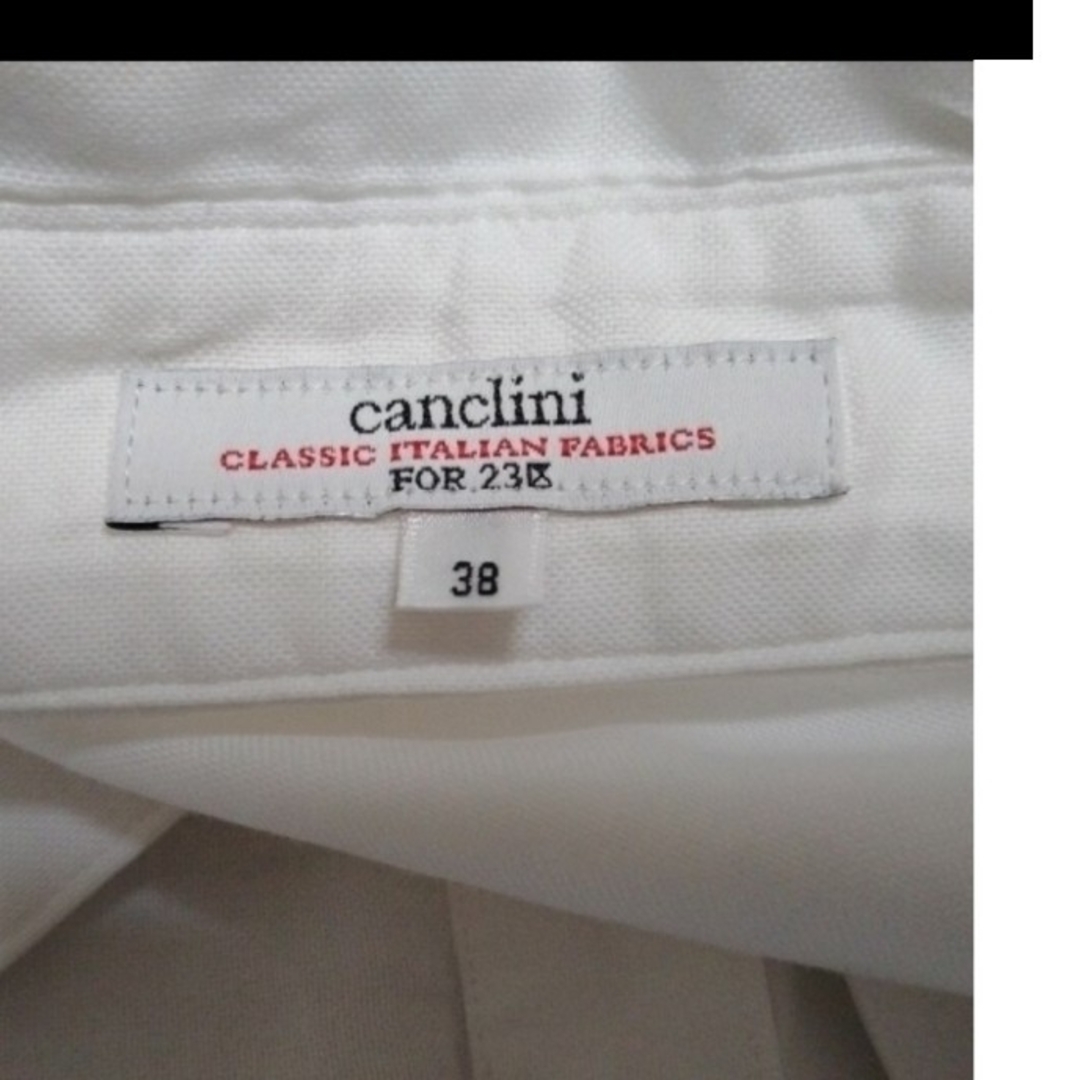 canclini
CLASSIC ITALIAN FABRICS
FOR 23区
38